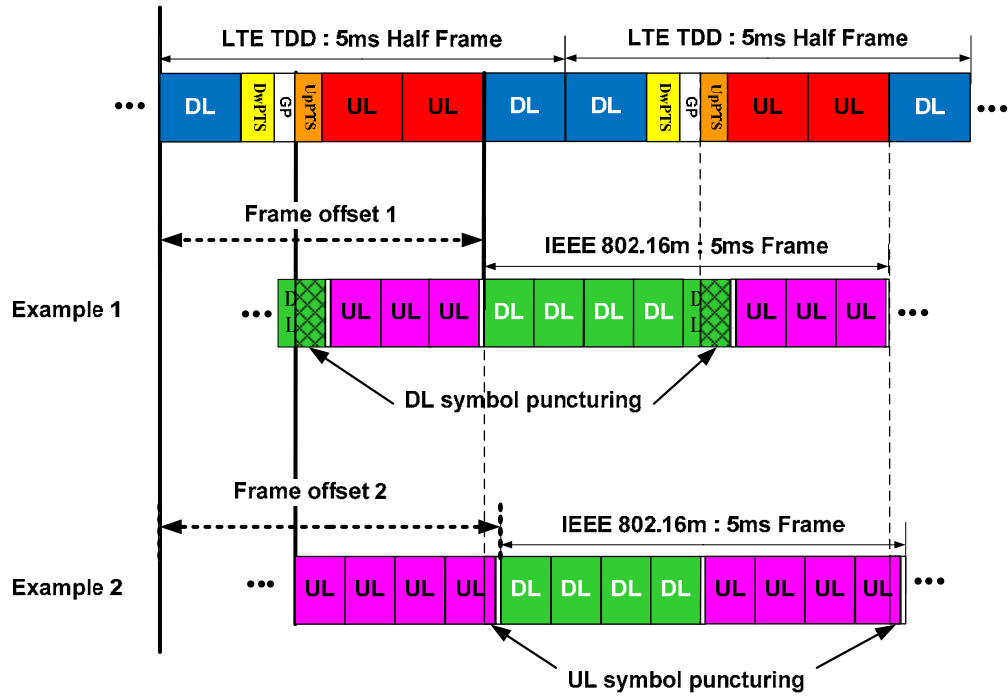 LTE TDD : 5ms Half Frame LTE TDD : 5ms Half Frame
••• DL DwPTS GP UpPTS UL UL DL DL DwPTS GP UpPTS UL UL DL •••
Frame offset 1
IEEE 802.16m : 5ms Frame
Example 1 ••• DL UL UL UL DL DL DL DL DL UL UL UL •••
DL symbol puncturing
Frame offset 2
IEEE 802.16m : 5ms Frame
Example 2 ••• UL UL UL UL DL DL DL DL UL UL UL UL •••
UL symbol puncturing